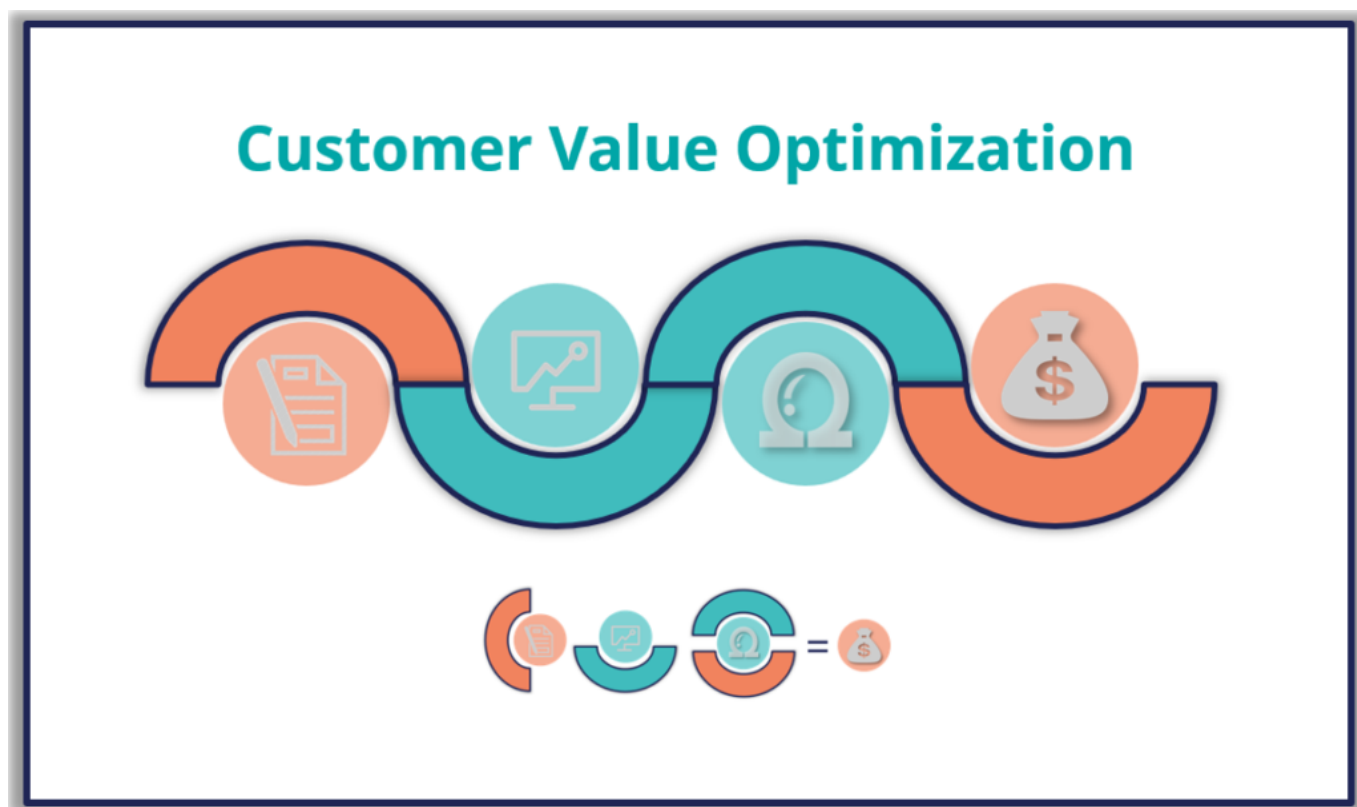 Customer Value Optimization
Ω
$
Ω
=
$